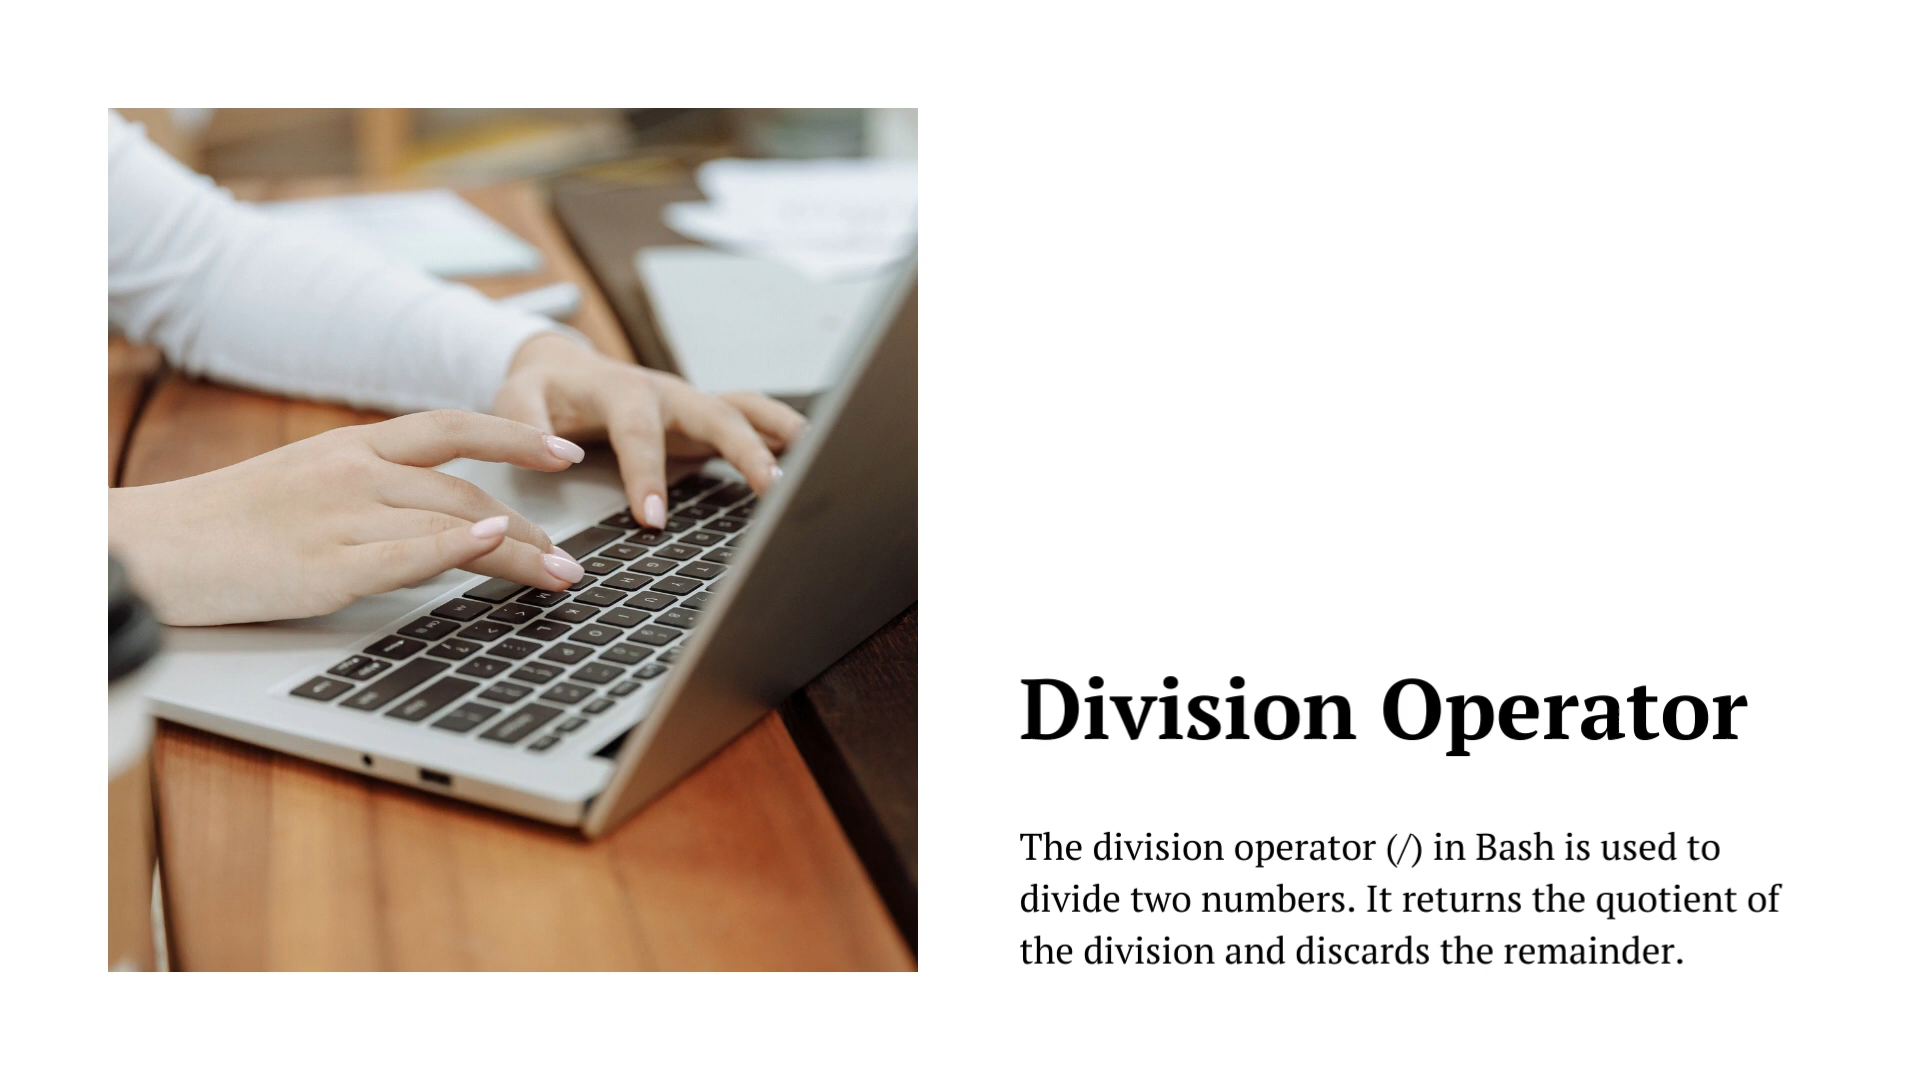 Division Operator
The division operator (/) in Bash is used to
divide two numbers. It returns the quotient of
the division and discards the remainder.